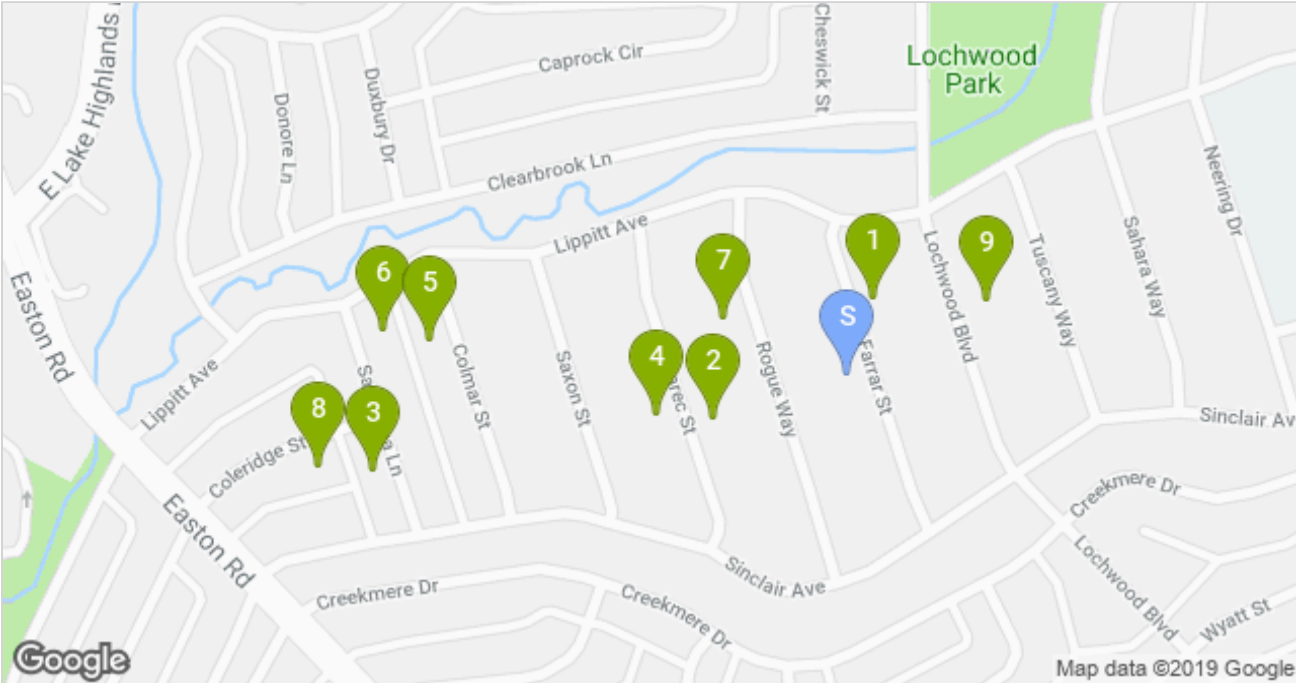 E Lake Highlands
Donore Ln
Duxbury Dr
Caprock Cir
Cheswick St
Lochwood
Park
Clearbrook Ln
Neering Dr
Sahara Way
Tuscany Way
Lochwood Blvd
Lippitt Ave
1
9
7
6
5
S
4
2
8
3
Easton Rd
Lippitt Ave
Colmar St
Saxon St
Rogue Way
Farrar St
Sinclair Av
Coleridge St
Ln
St
Easton Rd
Creekmere Dr
Sinclair Ave
Creekmere Dr
Creekmere Dr
Lochwood Blvd
Wyatt St
Google
Map data ©2019 Google